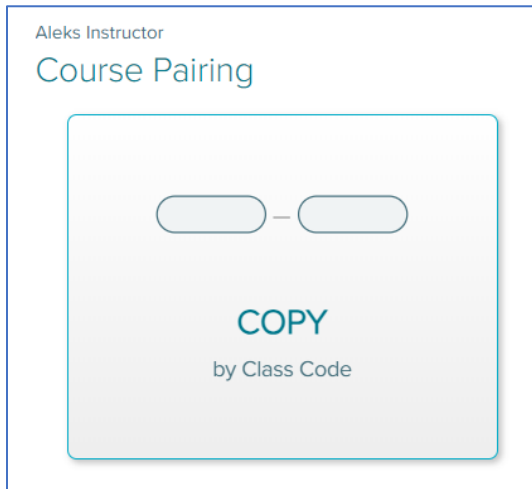 Aleks Instructor
Course Pairing
–
COPY
by Class Code